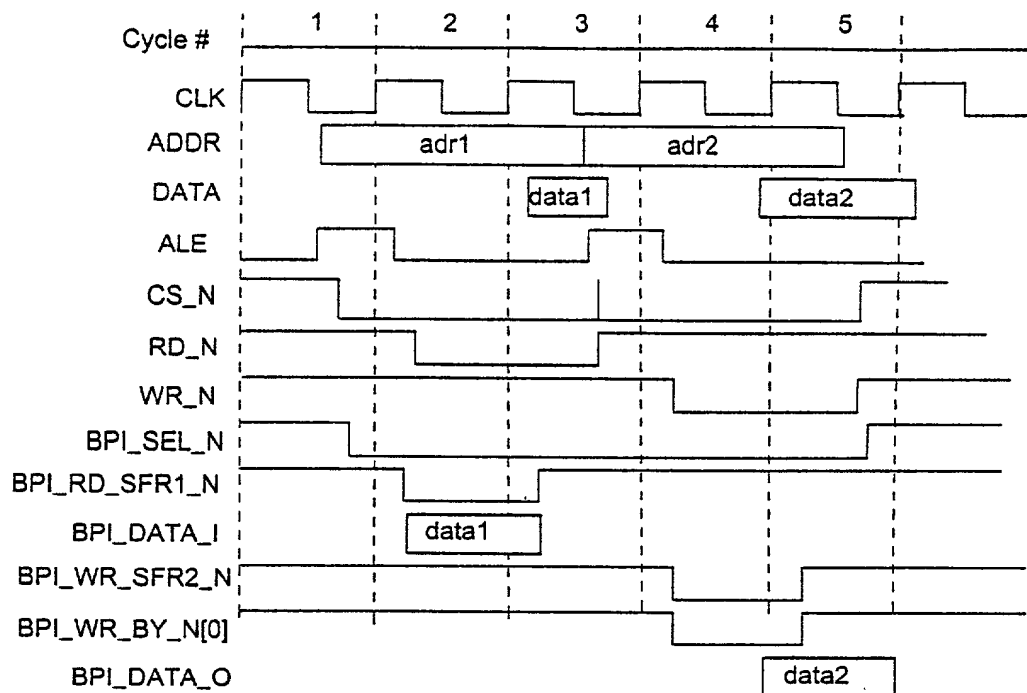 Cycle # 1 2 3 4 5
CLK
ADDR adr1 adr2
DATA data1 data2
ALE
CS_N
RD_N
WR_N
BPI_SEL_N
BPI_RD_SFR1_N
BPI_DATA_I data1
BPI_WR_SFR2_N
BPI_WR_BY_N[0]
BPI_DATA_O data2